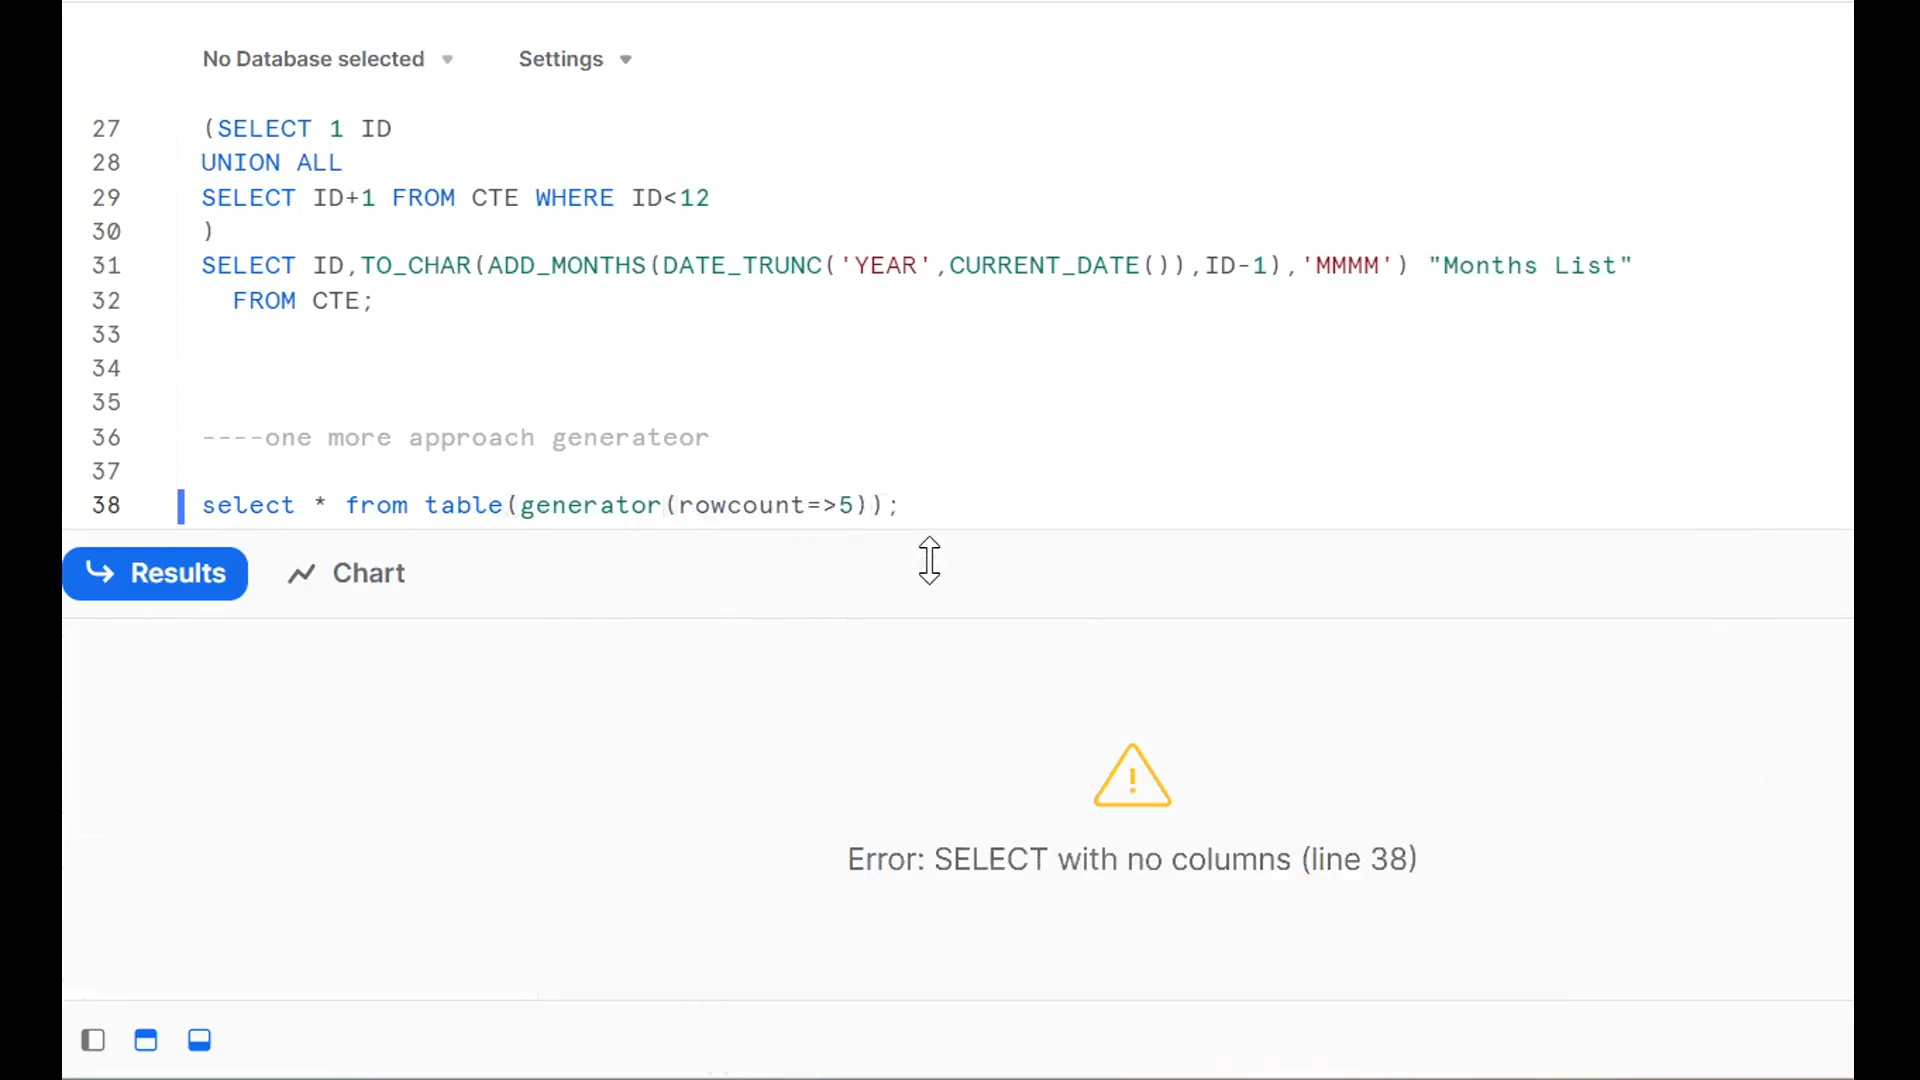 No Database selected Settings
27 (SELECT 1 ID
28 UNION ALL
29 SELECT ID+1 FROM CTE WHERE ID<12
30 )
31 SELECT ID,TO_CHAR(ADD_MONTHS(DATE_TRUNC('YEAR',CURRENT_DATE()),ID-1),'MMMM') "Months List"
32 FROM CTE;
33
34
35
36 ----one more approach generateor
37
38 select * from table(generator(rowcount=>5));
Results Chart
Error: SELECT with no columns (line 38)